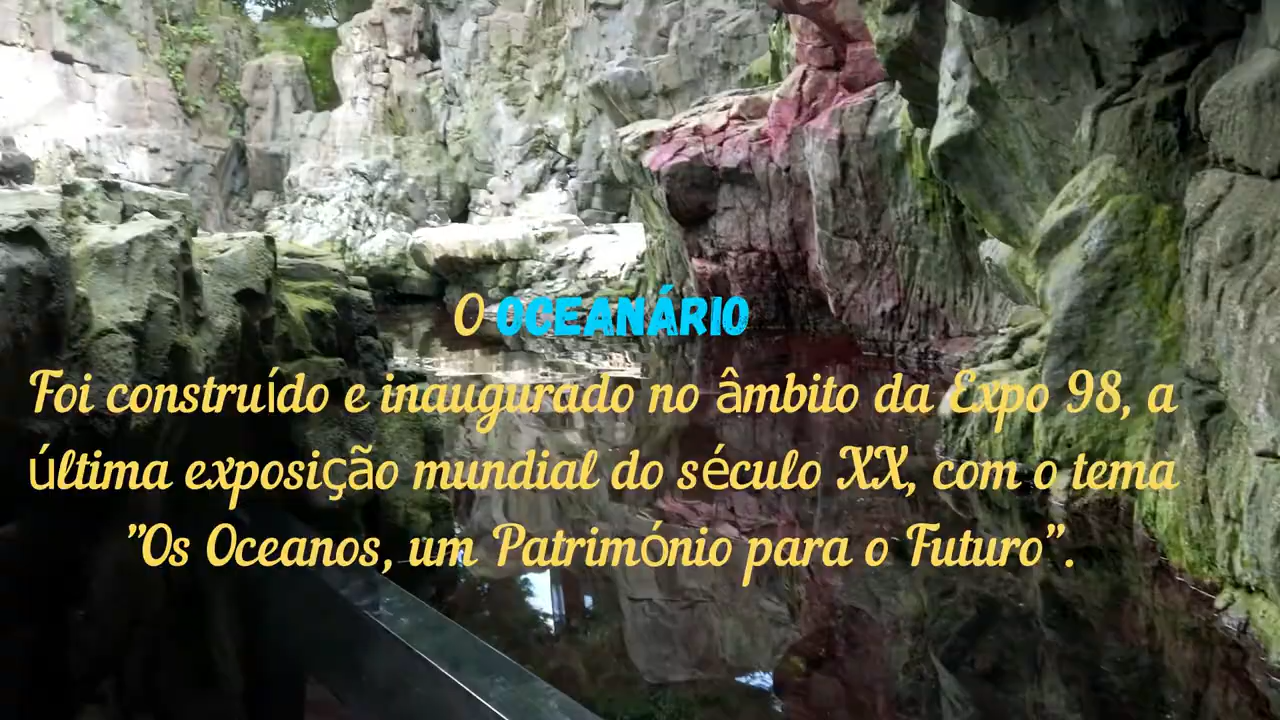 O OCEANÁRIO
Foi construído e inaugurado no âmbito da Expo 98, a
última exposição mundial do século XX, com o tema
"Os Oceanos, um Património para o Futuro".